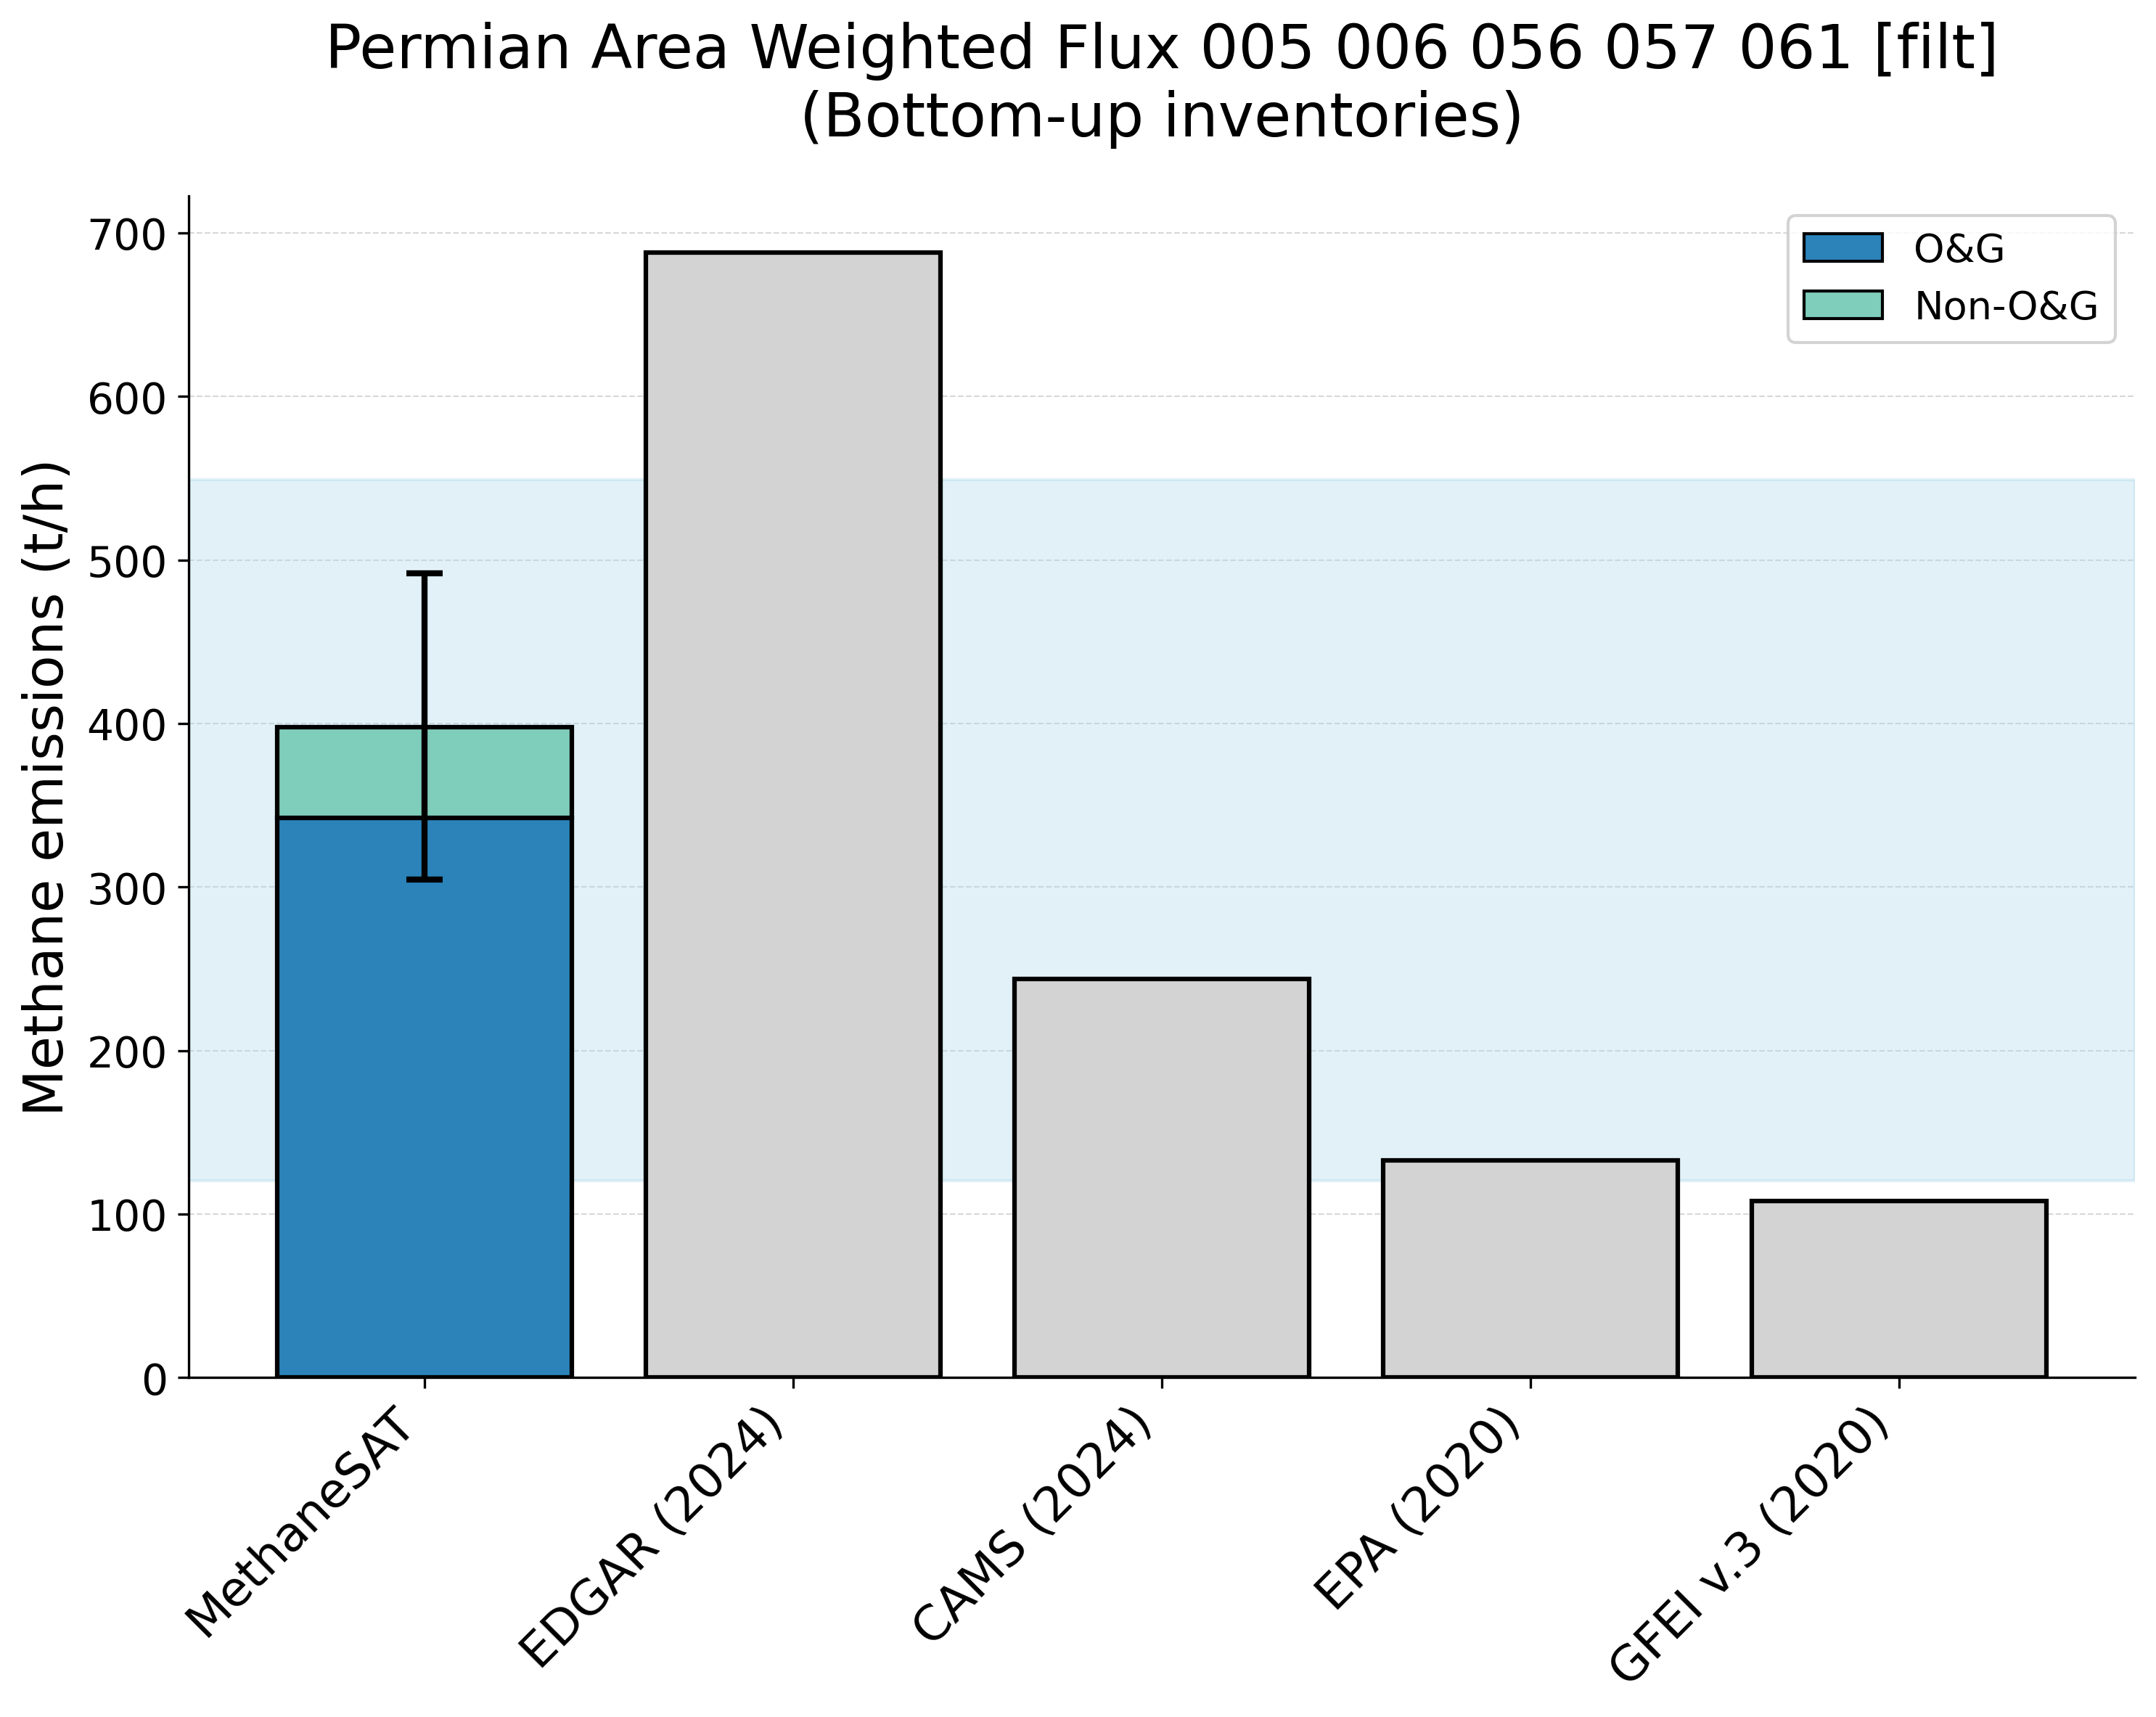 Permian Area Weighted Flux 005 006 056 057 061 [filt]
(Bottom-up inventories)
Methane emissions (t/h)
700
600
500
400
300
200
100
0
O&G
Non-O&G
MethaneSAT
EDGAR (2024)
CAMS (2024)
EPA (2020)
GFEI v.3 (2020)